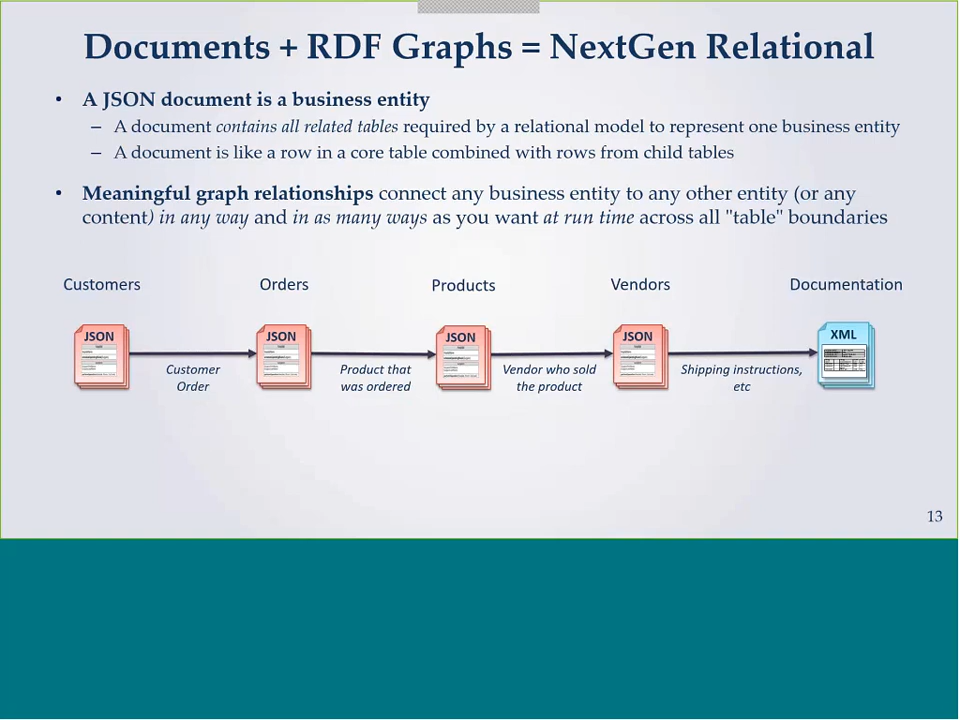 Documents + RDF Graphs = NextGen Relational
• A JSON document is a business entity
– A document contains all related tables required by a relational model to represent one business entity
– A document is like a row in a core table combined with rows from child tables
• Meaningful graph relationships connect any business entity to any other entity (or any
content) in any way and in as many ways as you want at run time across all "table" boundaries
Customers Orders Products Vendors Documentation
JSON JSON JSON JSON XML
Customer Product that Vendor who sold Shipping instructions,
Order was ordered the product etc
13